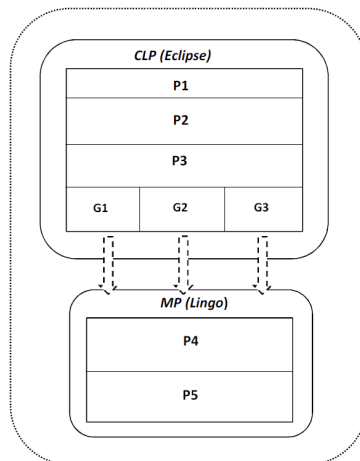 CLP (Eclipse)
P1
P2
P3
G1 G2 G3
MP (Lingo)
P4
P5